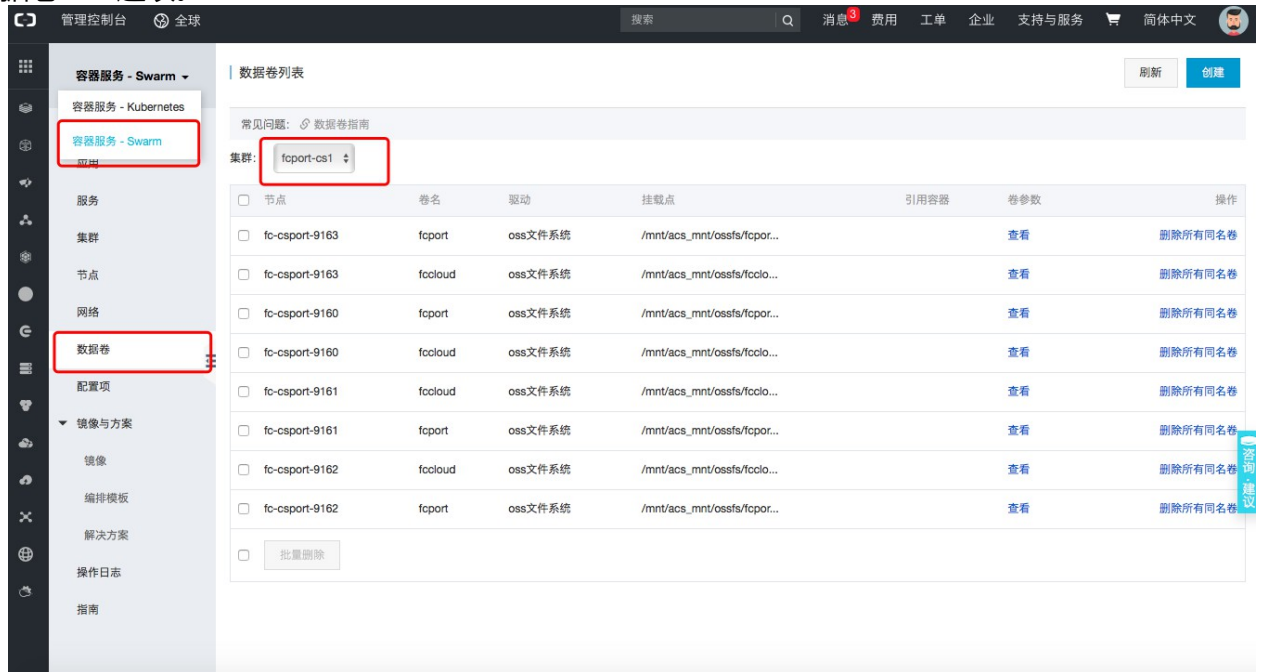 管理控制台 全球 搜索 消息 3 费用 工单 企业 支持与服务 简体中文
容器服务 - Swarm
容器服务 - Kubernetes
容器服务 - Swarm
应用
服务
集群
节点
网络
数据卷
配置项
镜像与方案
镜像
编排模板
解决方案
操作日志
指南
数据卷列表 刷新 创建
常见问题: 数据卷指南
集群: fcport-cs1
节点 卷名 驱动 挂载点 引用容器 卷参数 操作
fc-csport-9163 fcport oss文件系统 /mnt/acs_mnt/ossfs/fcpor... 查看 删除所有同名卷
fc-csport-9163 fccloud oss文件系统 /mnt/acs_mnt/ossfs/fcclo... 查看 删除所有同名卷
fc-csport-9160 fcport oss文件系统 /mnt/acs_mnt/ossfs/fcpor... 查看 删除所有同名卷
fc-csport-9160 fccloud oss文件系统 /mnt/acs_mnt/ossfs/fcclo... 查看 删除所有同名卷
fc-csport-9161 fccloud oss文件系统 /mnt/acs_mnt/ossfs/fcclo... 查看 删除所有同名卷
fc-csport-9161 fcport oss文件系统 /mnt/acs_mnt/ossfs/fcpor... 查看 删除所有同名卷
fc-csport-9162 fccloud oss文件系统 /mnt/acs_mnt/ossfs/fcclo... 查看 删除所有同名卷
fc-csport-9162 fcport oss文件系统 /mnt/acs_mnt/ossfs/fcpor... 查看 删除所有同名卷
批量删除
咨询·建议